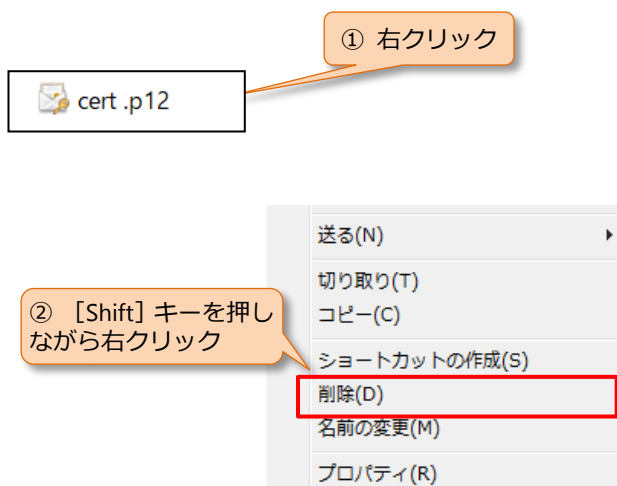 ① 右クリック
cert .p12
送る(N)
切り取り(T)
コピー(C)
② [Shift] キーを押し
ながら右クリック
ショートカットの作成(S)
削除(D)
名前の変更(M)
プロパティ(R)